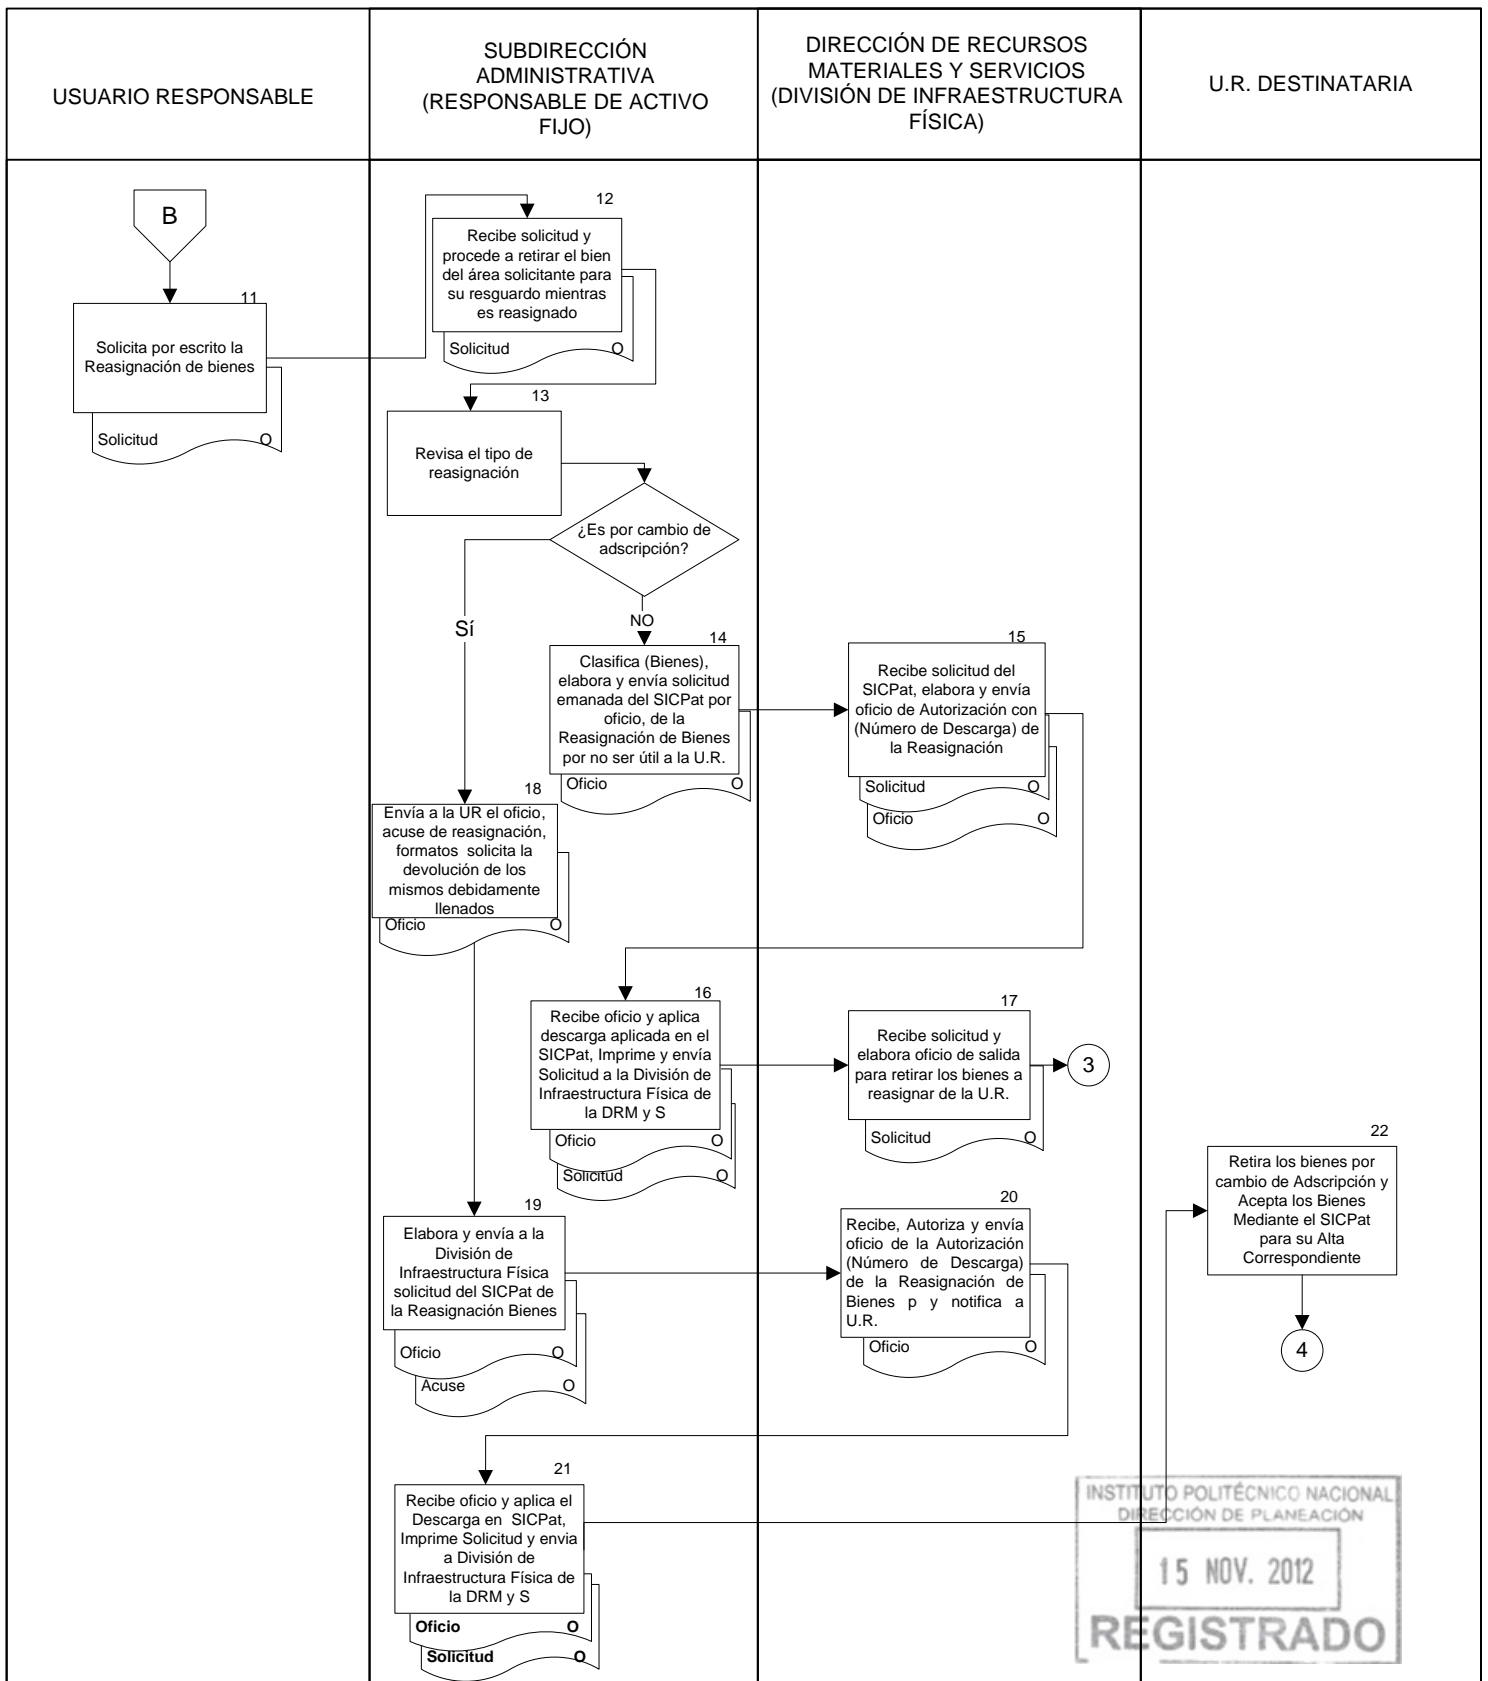 USUARIO RESPONSABLE
SUBDIRECCIÓN
ADMINISTRATIVA
(RESPONSABLE DE ACTIVO
FIJO)
DIRECCIÓN DE RECURSOS
MATERIALES Y SERVICIOS
(DIVISIÓN DE INFRAESTRUCTURA
FÍSICA)
U.R. DESTINATARIA
B
11
Solicita por escrito la
Reasignación de bienes
Solicitud O
12
Recibe solicitud y
procede a retirar el bien
del área solicitante para
su resguardo mientras
es reasignado
Solicitud O
13
Revisa el tipo de
reasignación
¿Es por cambio de
adscripción?
Sí
NO
14
Clasifica (Bienes),
elabora y envía solicitud
emanada del SICPat por
oficio, de la
Reasignación de Bienes
por no ser útil a la U.R.
Oficio O
15
Recibe solicitud del
SICPat, elabora y envía
oficio de Autorización con
(Número de Descarga) de
la Reasignación
Solicitud O
Oficio O
18
Envía a la UR el oficio,
acuse de reasignación,
formatos solicita la
devolución de los
mismos debidamente
llenados
Oficio O
16
Recibe oficio y aplica
descarga aplicada en el
SICPat, Imprime y envía
Solicitud a la División de
Infraestructura Física de
la DRM y S
Oficio O
Solicitud O
17
Recibe solicitud y
elabora oficio de salida
para retirar los bienes a
reasignar de la U.R.
Solicitud O
3
19
Elabora y envía a la
División de
Infraestructura Física
solicitud del SICPat de
la Reasignación Bienes
Oficio O
Acuse O
20
Recibe, Autoriza y envía
oficio de la Autorización
(Número de Descarga)
de la Reasignación de
Bienes p y notifica a
U.R.
Oficio O
22
Retira los bienes por
cambio de Adscripción y
Acepta los Bienes
Mediante el SICPat
para su Alta
Correspondiente
4
21
Recibe oficio y aplica el
Descarga en SICPat,
Imprime Solicitud y envia
a División de
Infraestructura Física de
la DRM y S
Oficio O
Solicitud O
INSTITUTO POLITÉCNICO NACIONAL
DIRECCIÓN DE PLANEACIÓN
15 NOV. 2012
REGISTRADO